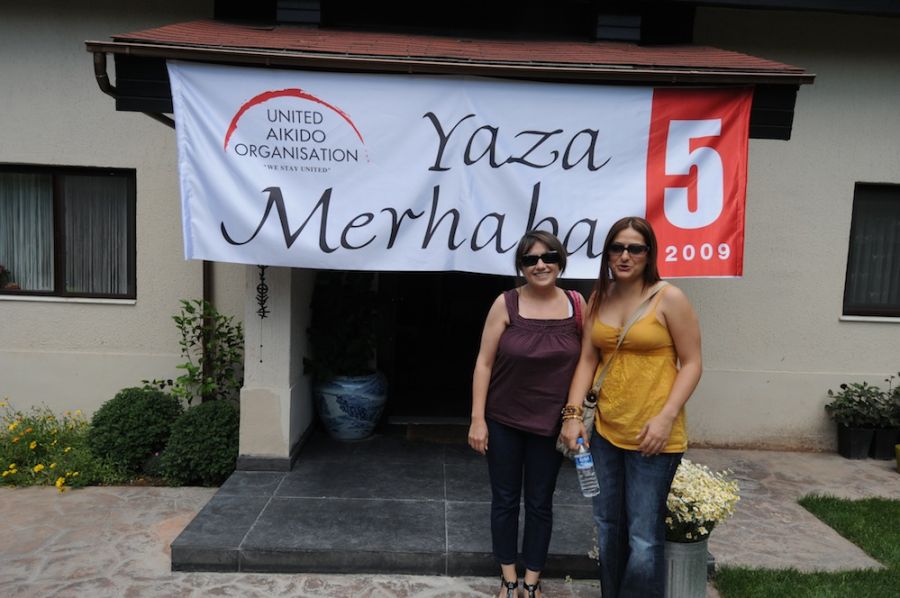 UNITED
AIKIDO
ORGANISATION
"WE STAY UNITED"
Yaza
Merhaba
5
2009